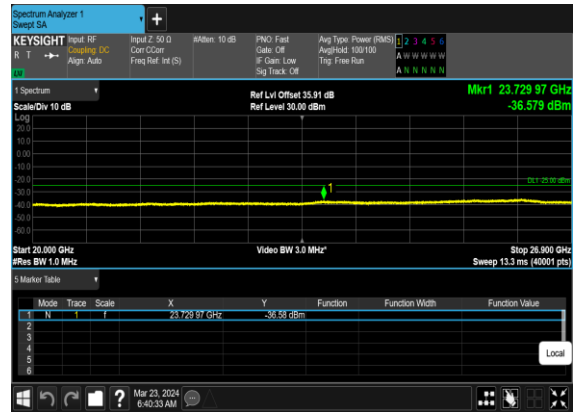 Spectrum Analyzer 1
Swept SA
+
KEYSIGHT Input: RF Input Z: 50 Ω #Atten: 10 dB PNO: Fast Avg Type: Power (RMS) 1 2 3 4 5 6
R T Coupling: DC Corr CCorr Gate: Off Avg|Hold: 100/100 A W W W W W
Align: Auto Freq Ref: Int (S) IF Gain: Low Trig: Free Run
LW Sig Track: Off A N N N N N
1 Spectrum Ref Lvl Offset 35.91 dB Mkr1 23.729 97 GHz
Scale/Div 10 dB Ref Level 30.00 dBm -36.579 dBm
Log
20.0
10.0
0.00
-10.0
-20.0
DL1 -25.00 dBm
-30.0
1
-40.0
-50.0
-60.0
Start 20.000 GHz Video BW 3.0 MHz* Stop 26.900 GHz
#Res BW 1.0 MHz Sweep 13.3 ms (40001 pts)
5 Marker Table
Mode Trace Scale X Y Function Function Width Function Value
1 N 1 f 23.729 97 GHz -36.58 dBm
2
3
4
5
6
Local
? Mar 23, 2024
6:40:33 AM